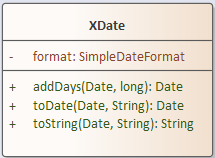 XDate
- format: SimpleDateFormat
+ addDays(Date, long): Date
+ toDate(Date, String): Date
+ toString(Date, String): String